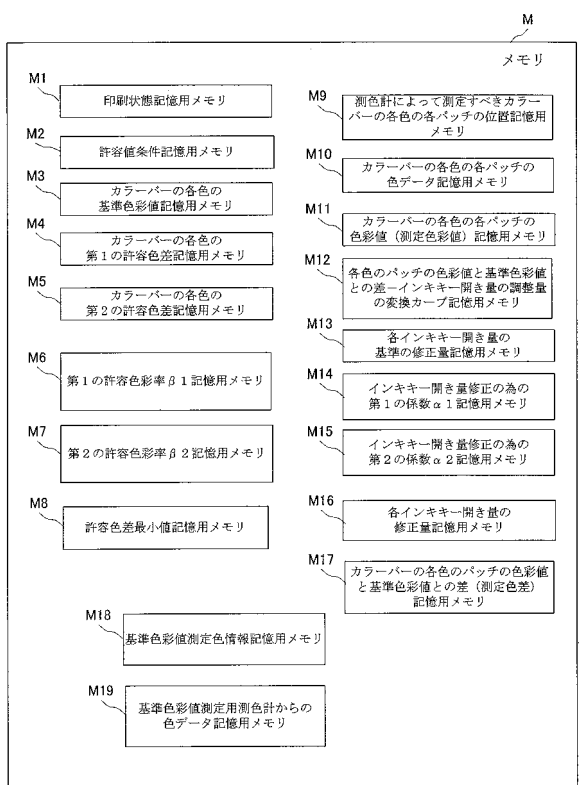 M
メモリ
M1
印刷状態記憶用メモリ
M2
許容値条件記憶用メモリ
M3
カラーバーの各色の
基準色彩値記憶用メモリ
M4
カラーバーの各色の
第1の許容色差記憶用メモリ
M5
カラーバーの各色の
第2の許容色差記憶用メモリ
M6
第1の許容色彩率β1記憶用メモリ
M7
第2の許容色彩率β2記憶用メモリ
M8
許容色差最小値記憶用メモリ
M9
測色計によって測定すべきカラー
バーの各色の各パッチの位置記憶用
メモリ
M10
カラーバーの各色の各パッチの
色データ記憶用メモリ
M11
カラーバーの各色の各パッチの
色彩値（測定色彩値）記憶用メモリ
M12
各色のパッチの色彩値と基準色彩値
との差－インキキー開き量の調整量
の変換カーブ記憶用メモリ
M13
各インキキー開き量の
基準の修正量記憶用メモリ
M14
インキキー開き量修正の為の
第1の係数α1記憶用メモリ
M15
インキキー開き量修正の為の
第2の係数α2記憶用メモリ
M16
各インキキー開き量の
修正量記憶用メモリ
M17
カラーバーの各色のパッチの色彩値
と基準色彩値との差（測定色差）
記憶用メモリ
M18
基準色彩値測定色情報記憶用メモリ
M19
基準色彩値測定用測色計からの
色データ記憶用メモリ